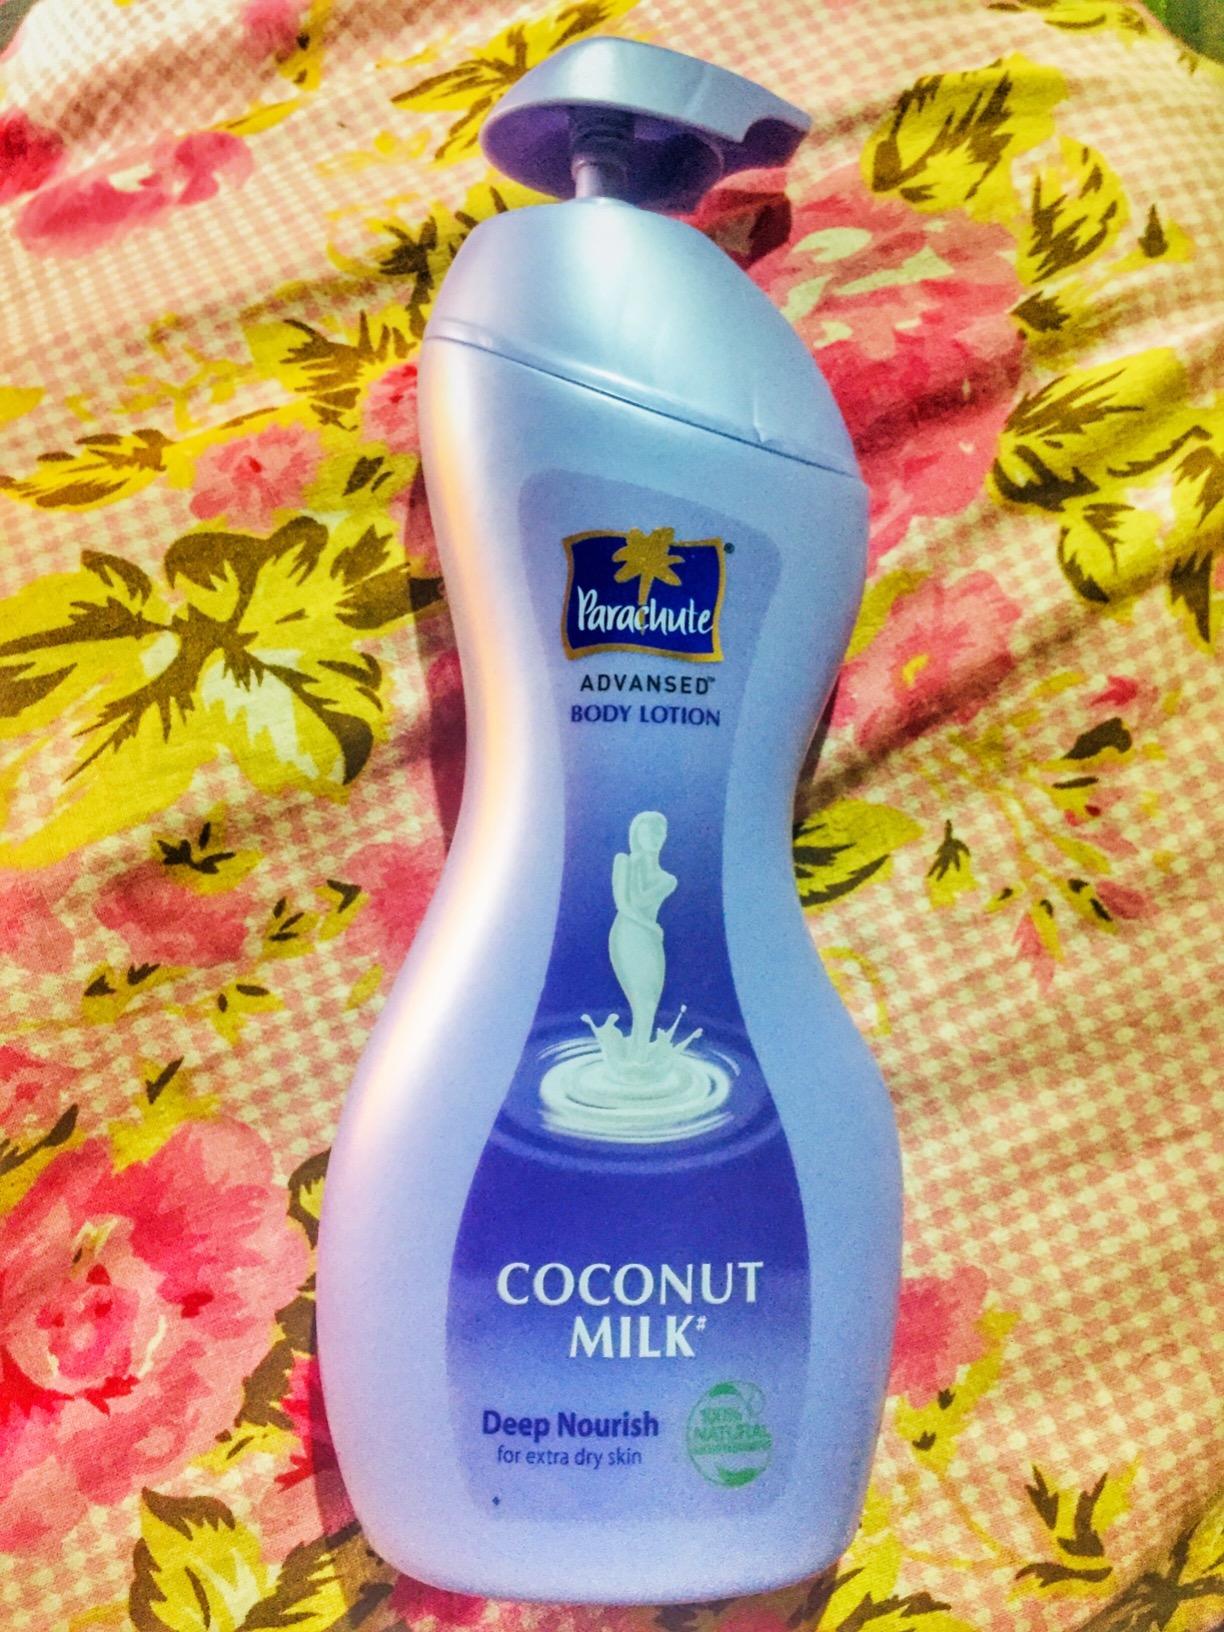 Parachute®
ADVANSED™
BODY LOTION
COCONUT
MILK#
Deep Nourish
for extra dry skin
100%
NATURAL